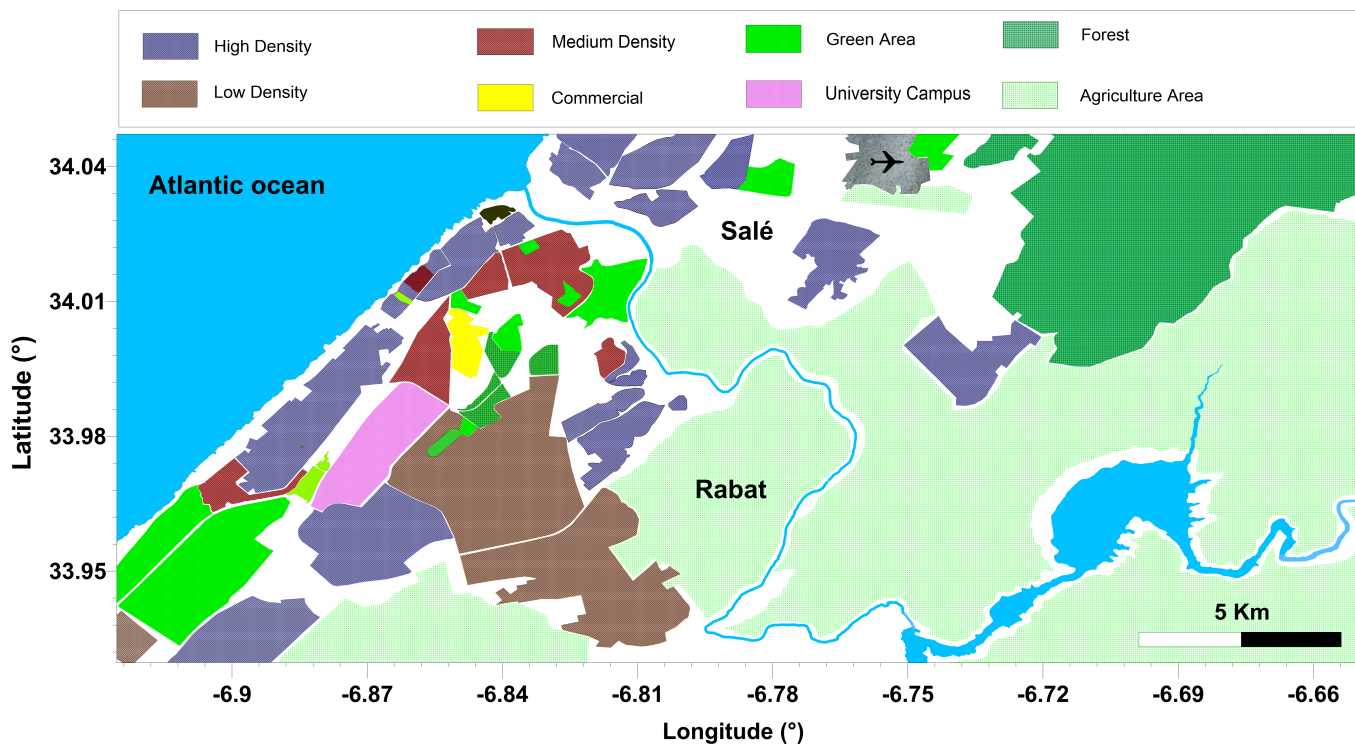 High Density
Medium Density
Green Area
Forest
Low Density
Commercial
University Campus
Agriculture Area
34.04
Atlantic ocean
Salé
34.01
Latitude (°)
33.98
Rabat
33.95
5 Km
-6.9
-6.87
-6.84
-6.81
-6.78
-6.75
-6.72
-6.69
-6.66
Longitude (°)